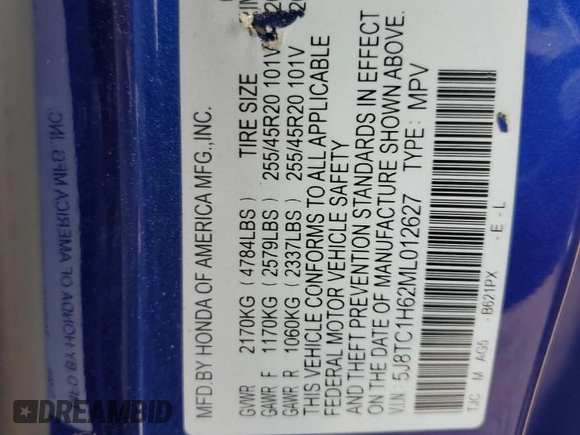 MFD.BY HONDA OF AMERICA MFG.,INC.
GVWR 2170KG (4784LBS) TIRE SIZE
GAWR F 1170KG (2579LBS) 255/45R20 101V
GAWR R 1060KG (2337LBS) 255/45R20 101V
THIS VEHICLE CONFORMS TO ALL APPLICABLE
FEDERAL MOTOR VEHICLE SAFETY
AND THEFT PREVENTION STANDARDS IN EFFECT
ON THE DATE OF MANUFACTURE SHOWN ABOVE.
VIN: 5J8TC1H62ML012627 TYPE: MPV
TJC M AG5 - B621PX - E - L
DREAMBID